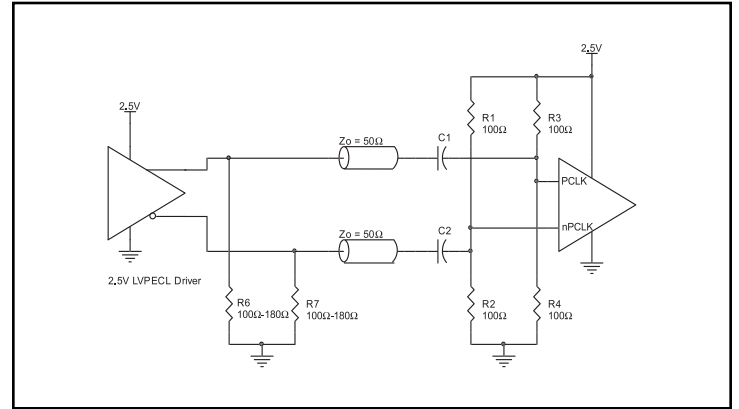 2.5V
2.5V
R1
100Ω
R3
100Ω
Zo = 50Ω
C1
PCLK
nPCLK
Zo = 50Ω
C2
2.5V LVPECL Driver
R6
100Ω-180Ω
R7
100Ω-180Ω
R2
100Ω
R4
100Ω